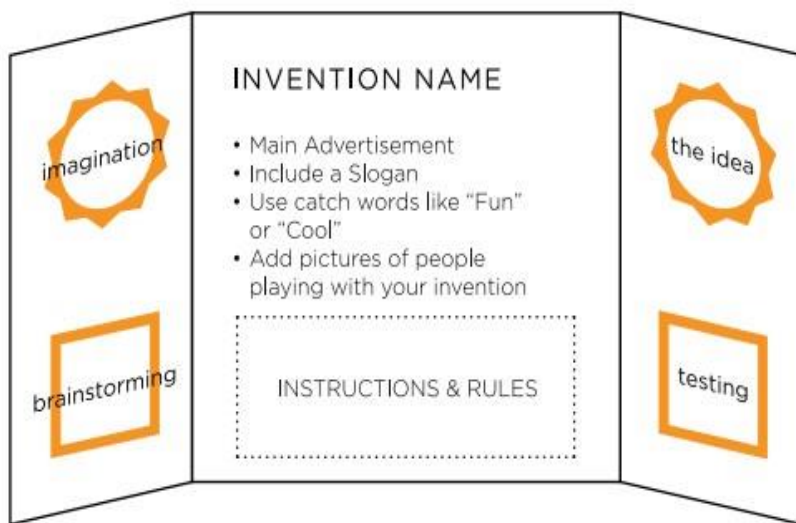 imagination
brainstorming
INVENTION NAME
• Main Advertisement
• Include a Slogan
• Use catch words like “Fun”
or “Cool”
• Add pictures of people
playing with your invention
INSTRUCTIONS & RULES
the idea
testing